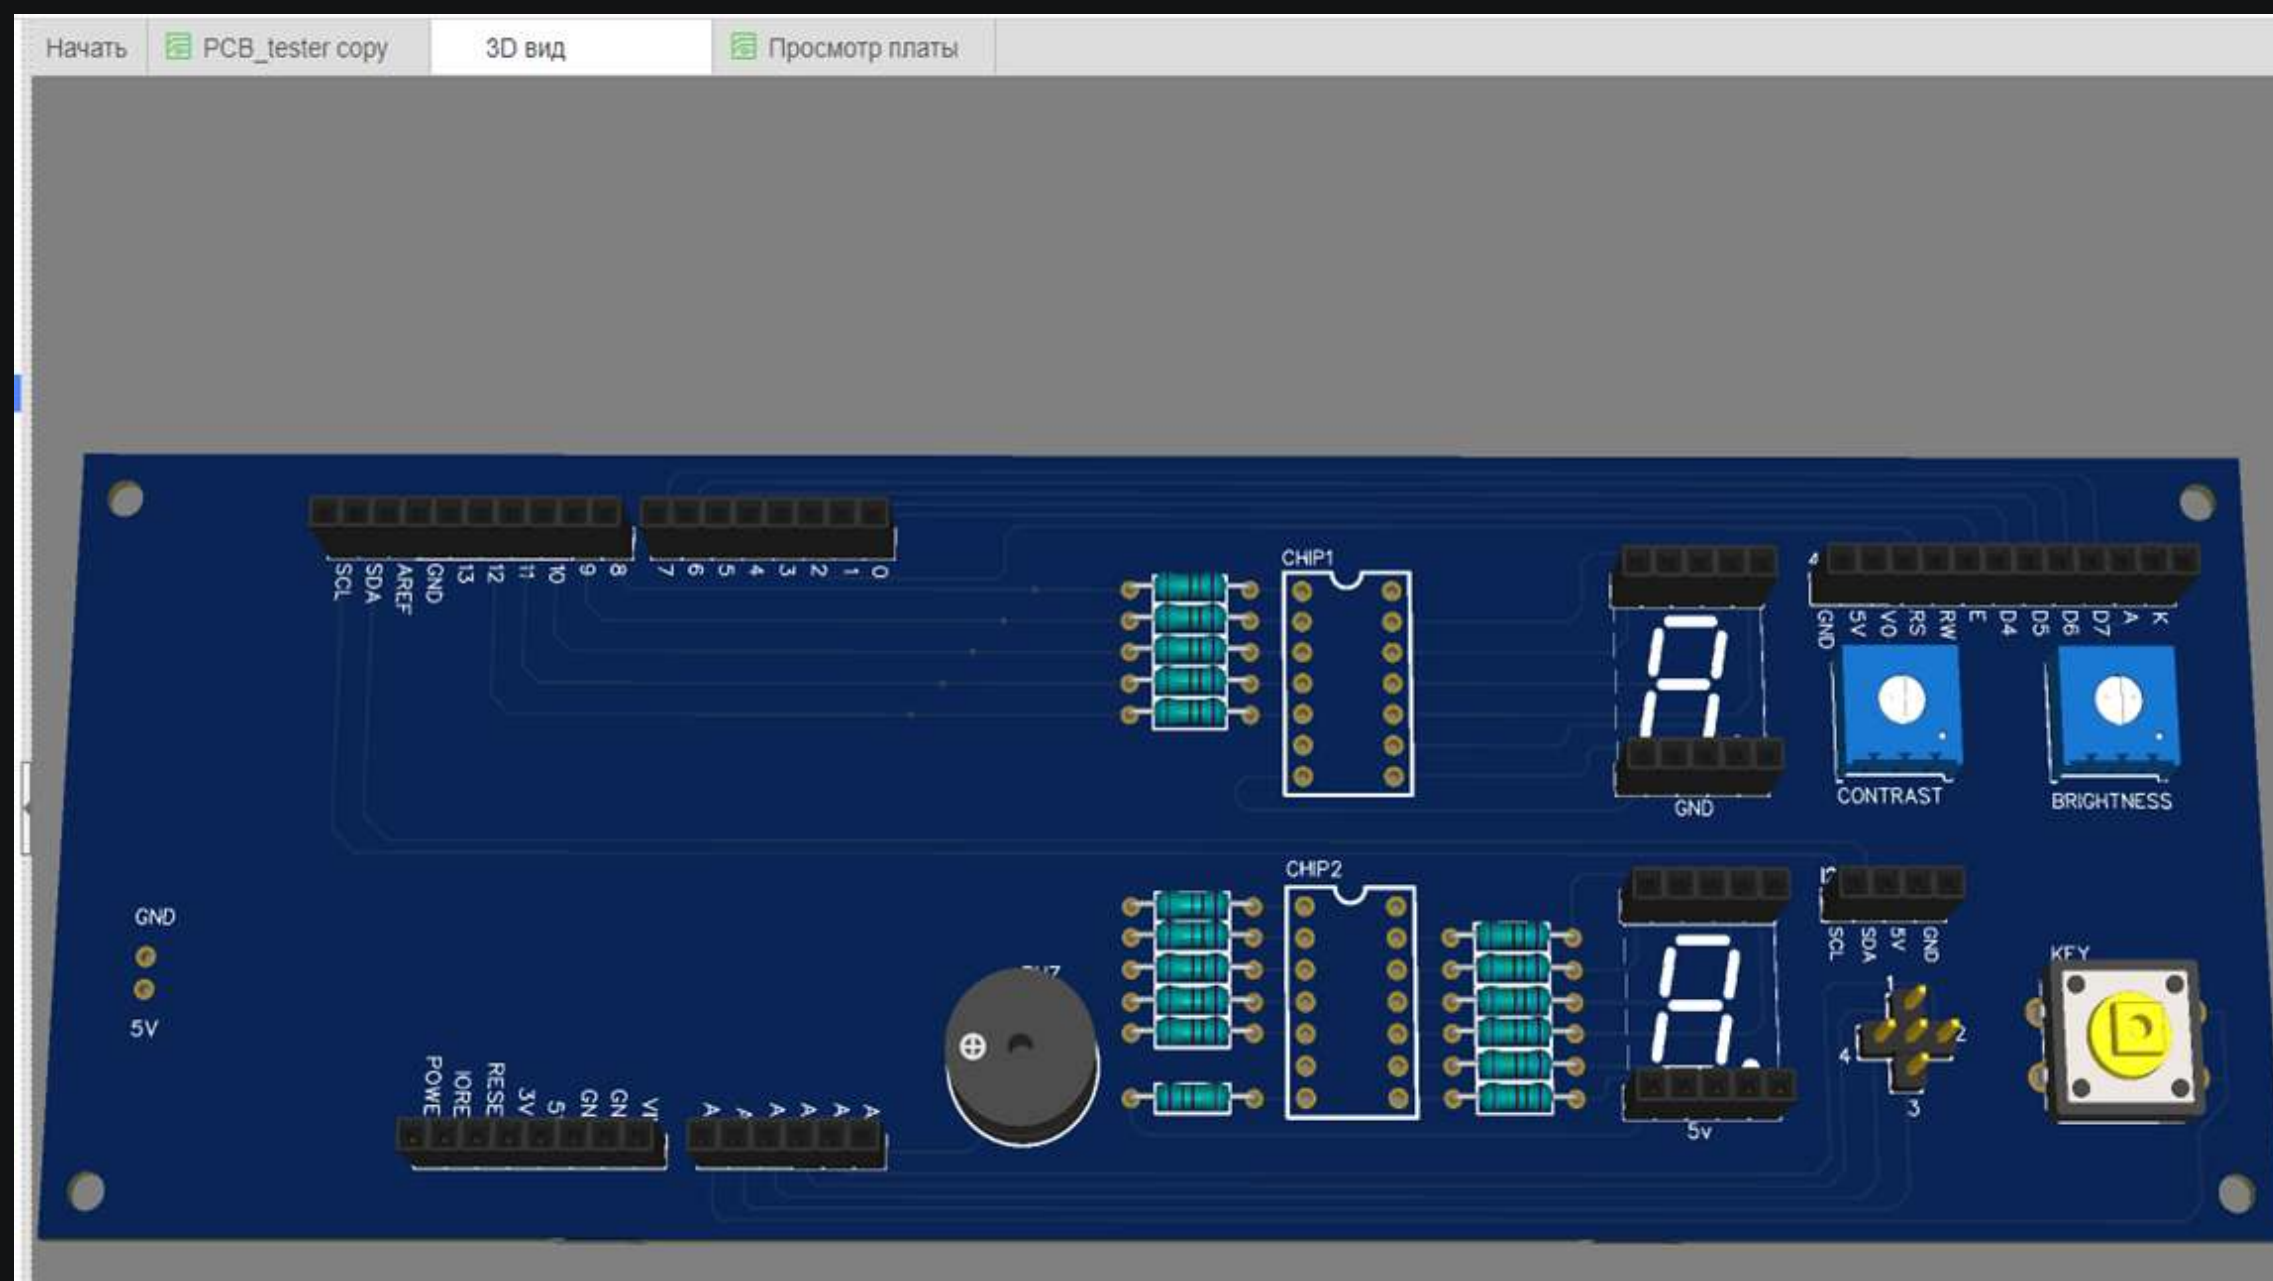 Начать
PCB_tester copy
3D вид
Просмотр платы
SCL
SDA
AREF
GND
13
12
11
10
9
8
7
6
5
4
3
2
1
0
CHIP1
GND
5V
V0
RS
RW
E
D4
D5
D6
D7
A
K
GND
CONTRAST
BRIGHTNESS
CHIP2
GND
5V
SCL
SDA
5V
GND
KEY
1
2
3
4
POWE
IORE
RESE
3V
5
GN
GN
VI
A
A
A
A
A
A
5v